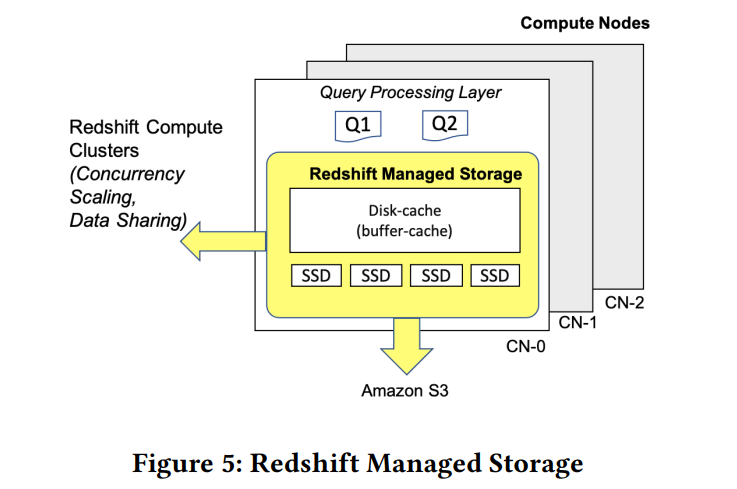 Compute Nodes
Query Processing Layer
Q1
Q2
Redshift Compute
Clusters
(Concurrency
Scaling,
Data Sharing)
Redshift Managed Storage
Disk-cache
(buffer-cache)
SSD
SSD
SSD
SSD
CN-2
CN-1
CN-0
Amazon S3
Figure 5: Redshift Managed Storage